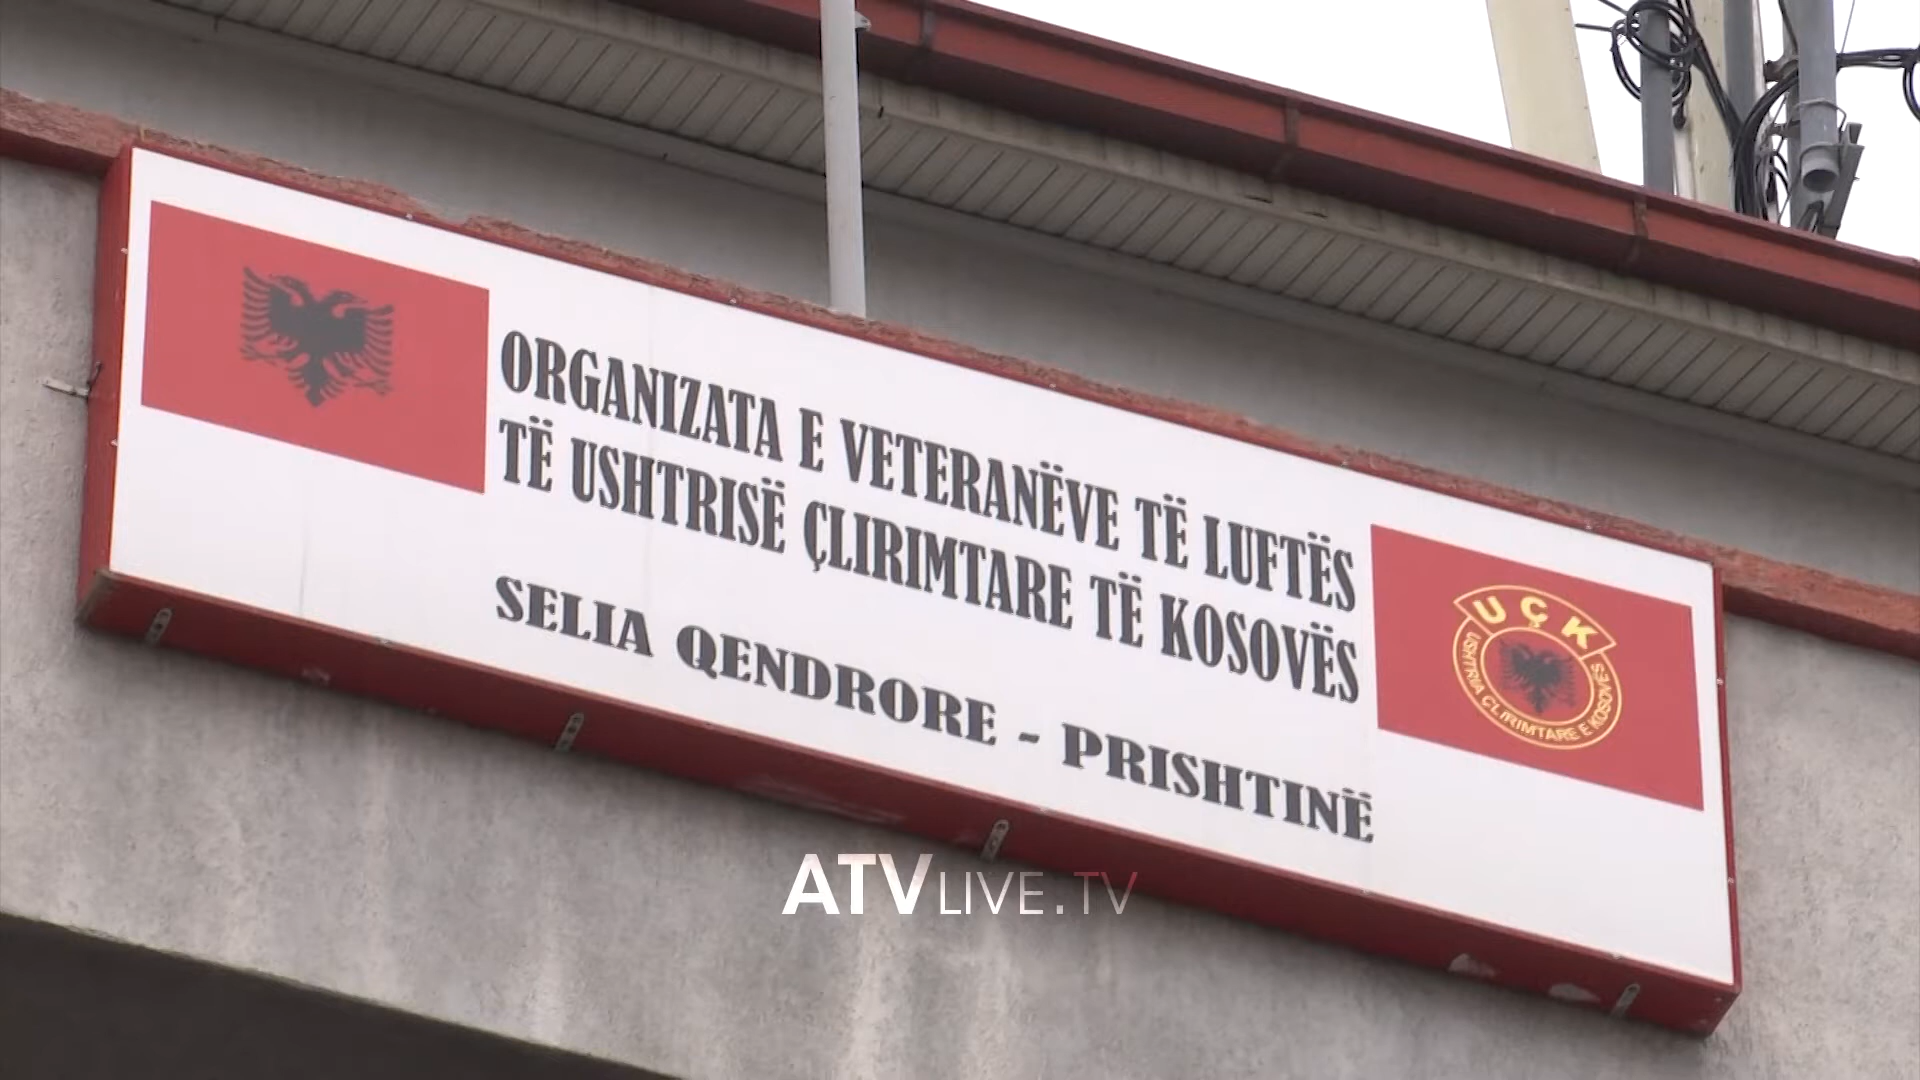 ORGANIZATA E VETERANËVE TË LUFTËS
TË USHTRISË ÇLIRIMTARE TË KOSOVËS
SELIA QENDRORE - PRISHTINË
UÇK
USHTRIA ÇLIRIMTARE E KOSOVËS
ATVLIVE.TV